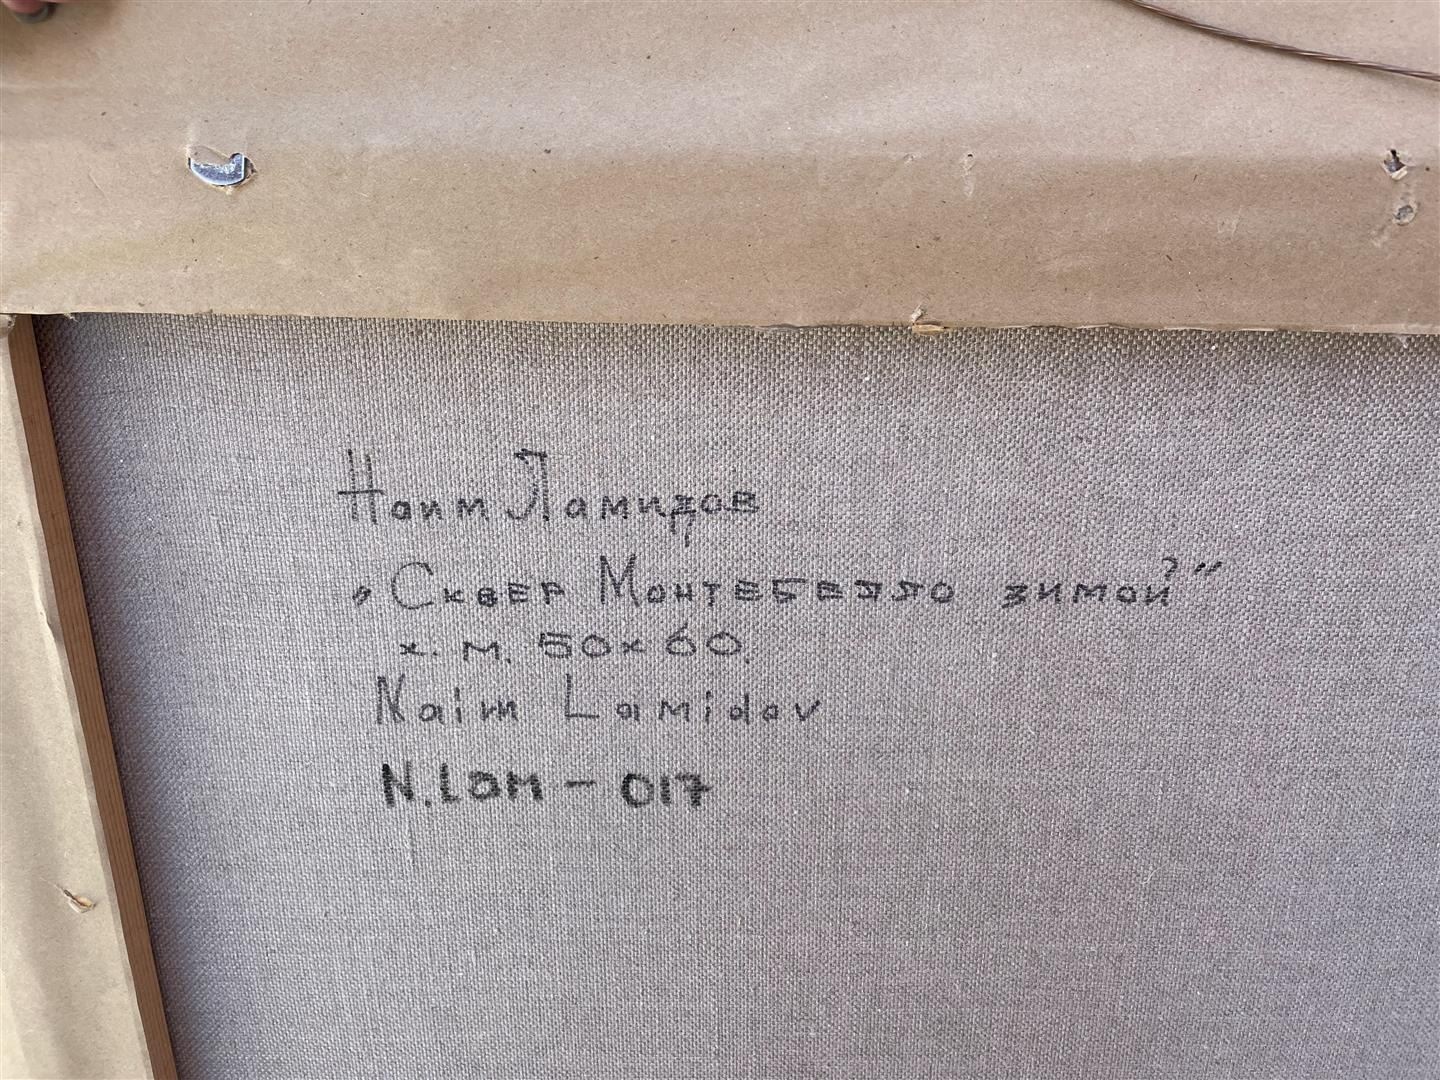 Наим Ламидов
„Сквер Монтебелло зимой"
х. м. 50х60.
Naim Lamidov
N.Lam - 017